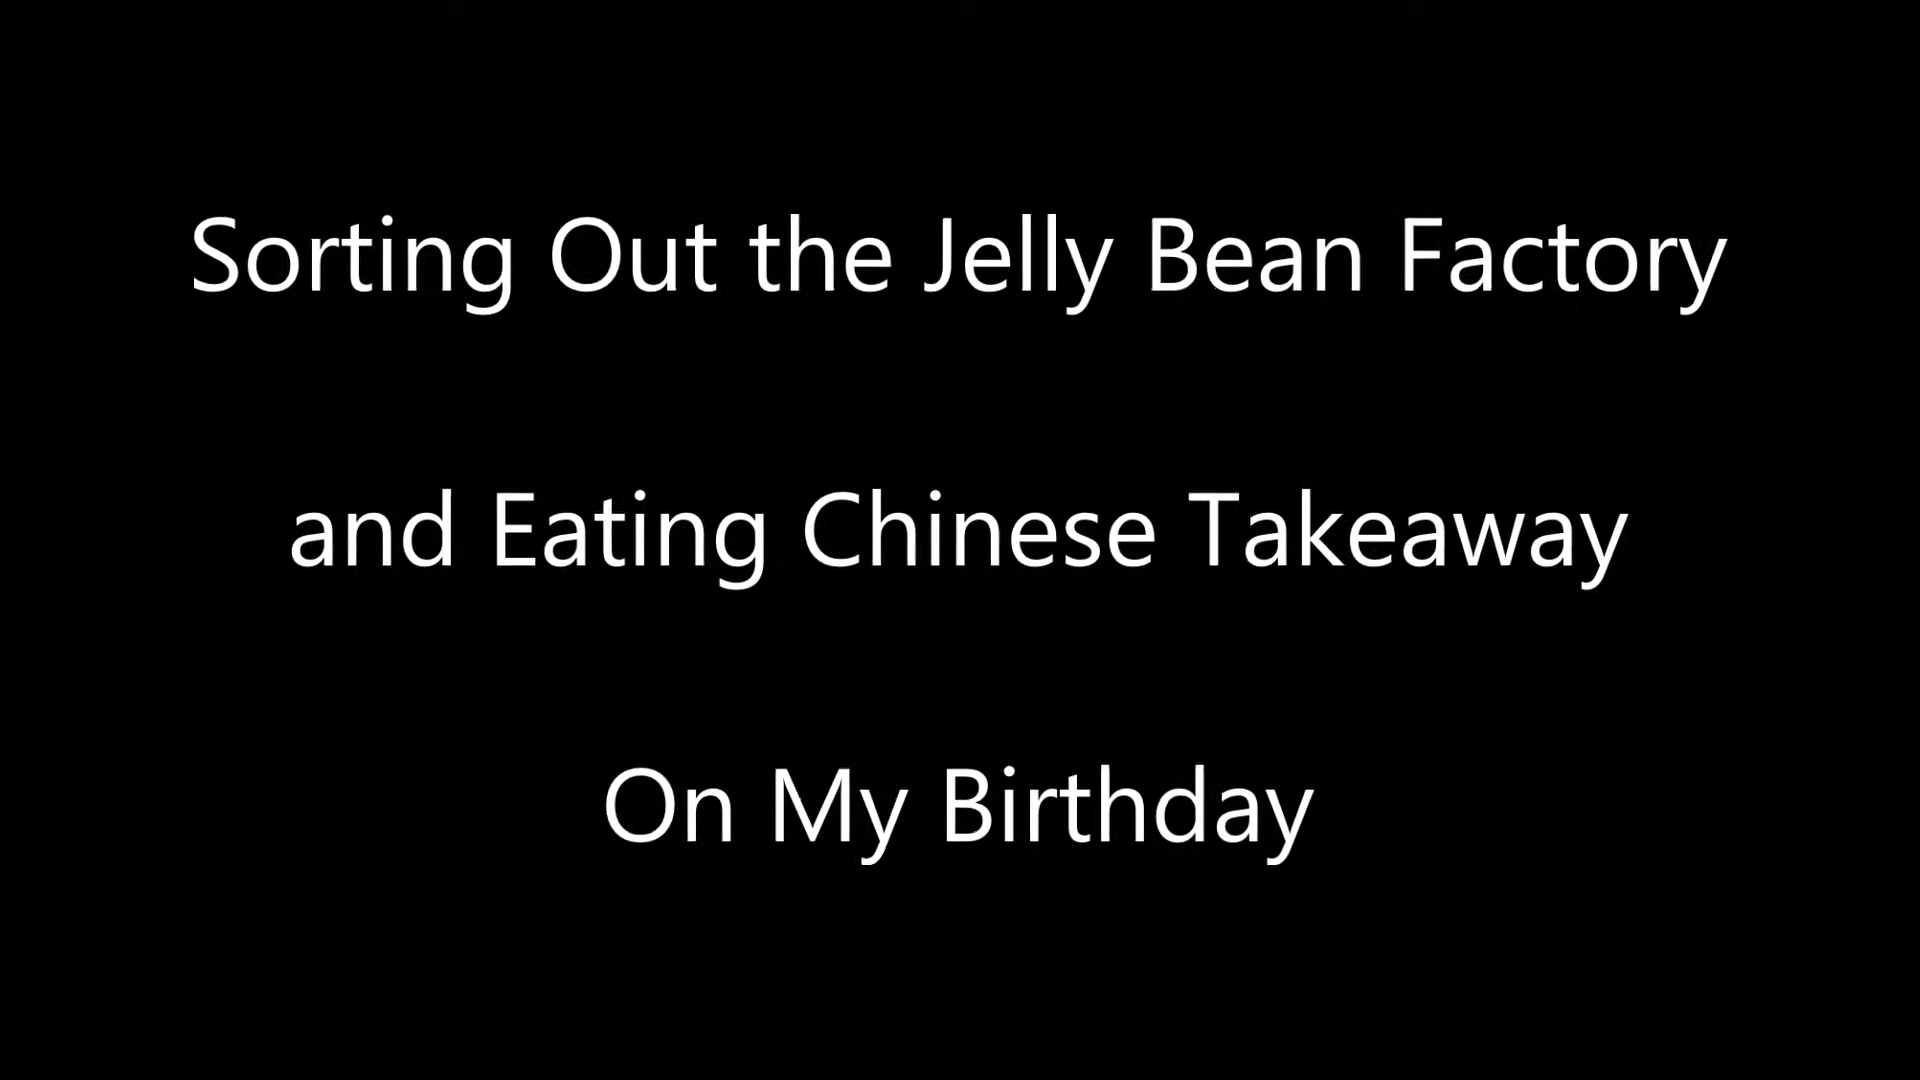 Sorting Out the Jelly Bean Factory
and Eating Chinese Takeaway
On My Birthday